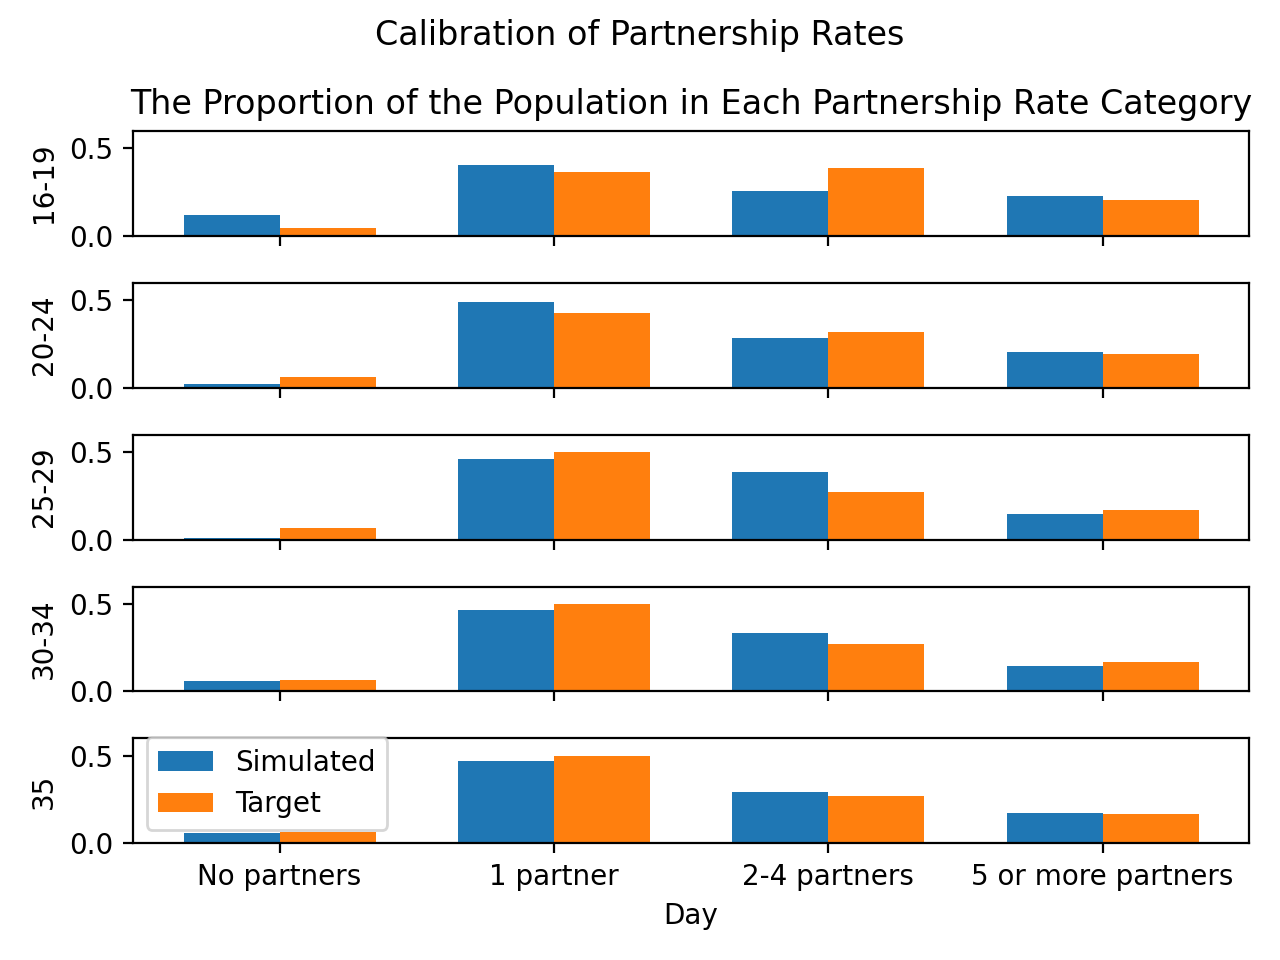 Calibration of Partnership Rates
The Proportion of the Population in Each Partnership Rate Category
0.5
0.0
16-19
0.5
0.0
20-24
0.5
0.0
25-29
0.5
0.0
30-34
0.5
0.0
35
Simulated
Target
No partners
1 partner
2-4 partners
5 or more partners
Day